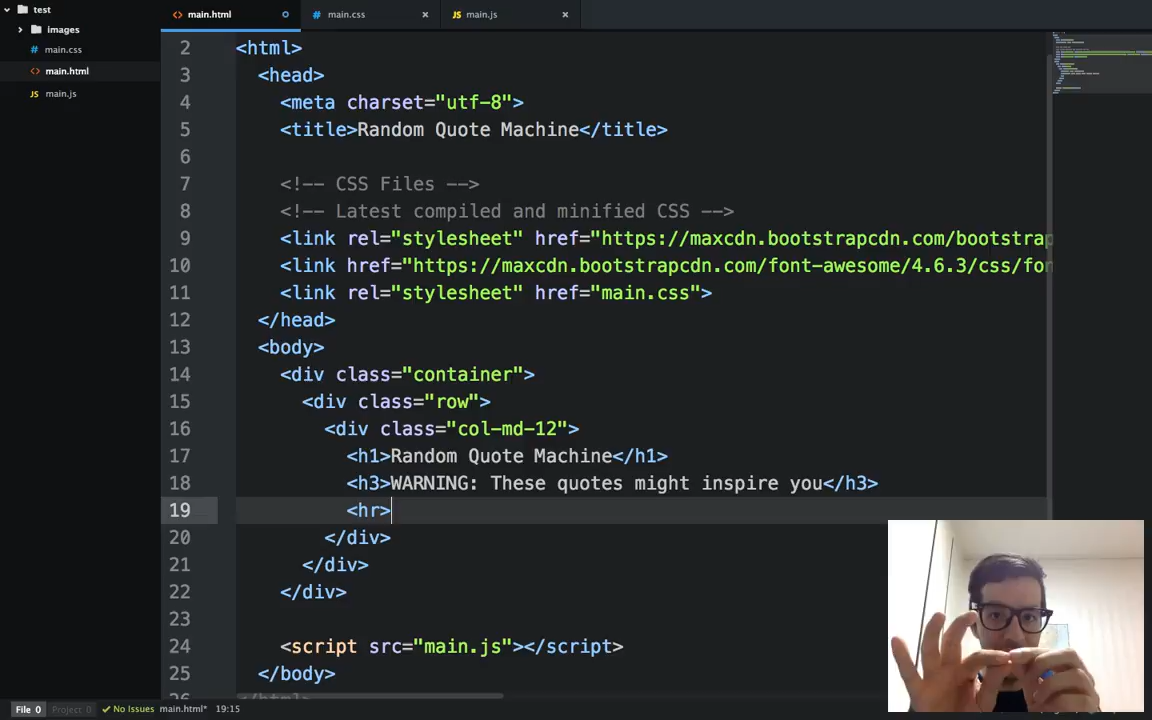 test
images
main.css
main.html
main.js
main.html
main.css
main.js
2 <html>
3 <head>
4 <meta charset="utf-8">
5 <title>Random Quote Machine</title>
6
7 <!-- CSS Files -->
8 <!-- Latest compiled and minified CSS -->
9 <link rel="stylesheet" href="https://maxcdn.bootstrapcdn.com/bootstrap
10 <link href="https://maxcdn.bootstrapcdn.com/font-awesome/4.6.3/css/fon
11 <link rel="stylesheet" href="main.css">
12 </head>
13 <body>
14 <div class="container">
15 <div class="row">
16 <div class="col-md-12">
17 <h1>Random Quote Machine</h1>
18 <h3>WARNING: These quotes might inspire you</h3>
19 <hr>
20 </div>
21 </div>
22 </div>
23
24 <script src="main.js"></script>
25 </body>
26 </html>
File 0 Project 0 No Issues main.html* 19:15